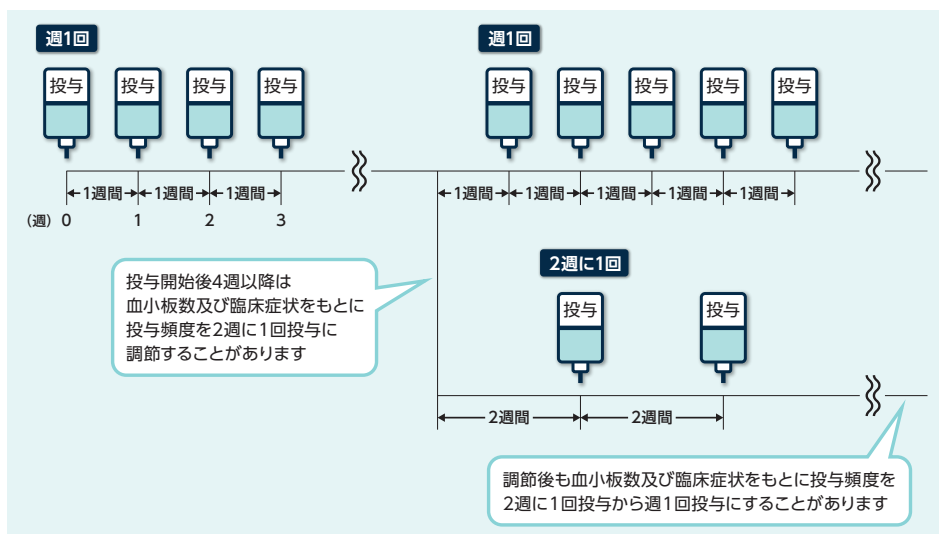 週1回
投与 投与 投与 投与
1週間 1週間 1週間
(週) 0 1 2 3
週1回
投与 投与 投与 投与 投与
1週間 1週間 1週間 1週間 1週間
投与開始後4週以降は
血小板数及び臨床症状をもとに
投与頻度を2週に1回投与に
調節することがあります
2週に1回
投与 投与
2週間 2週間
調節後も血小板数及び臨床症状をもとに投与頻度を
2週に1回投与から週1回投与にすることがあります